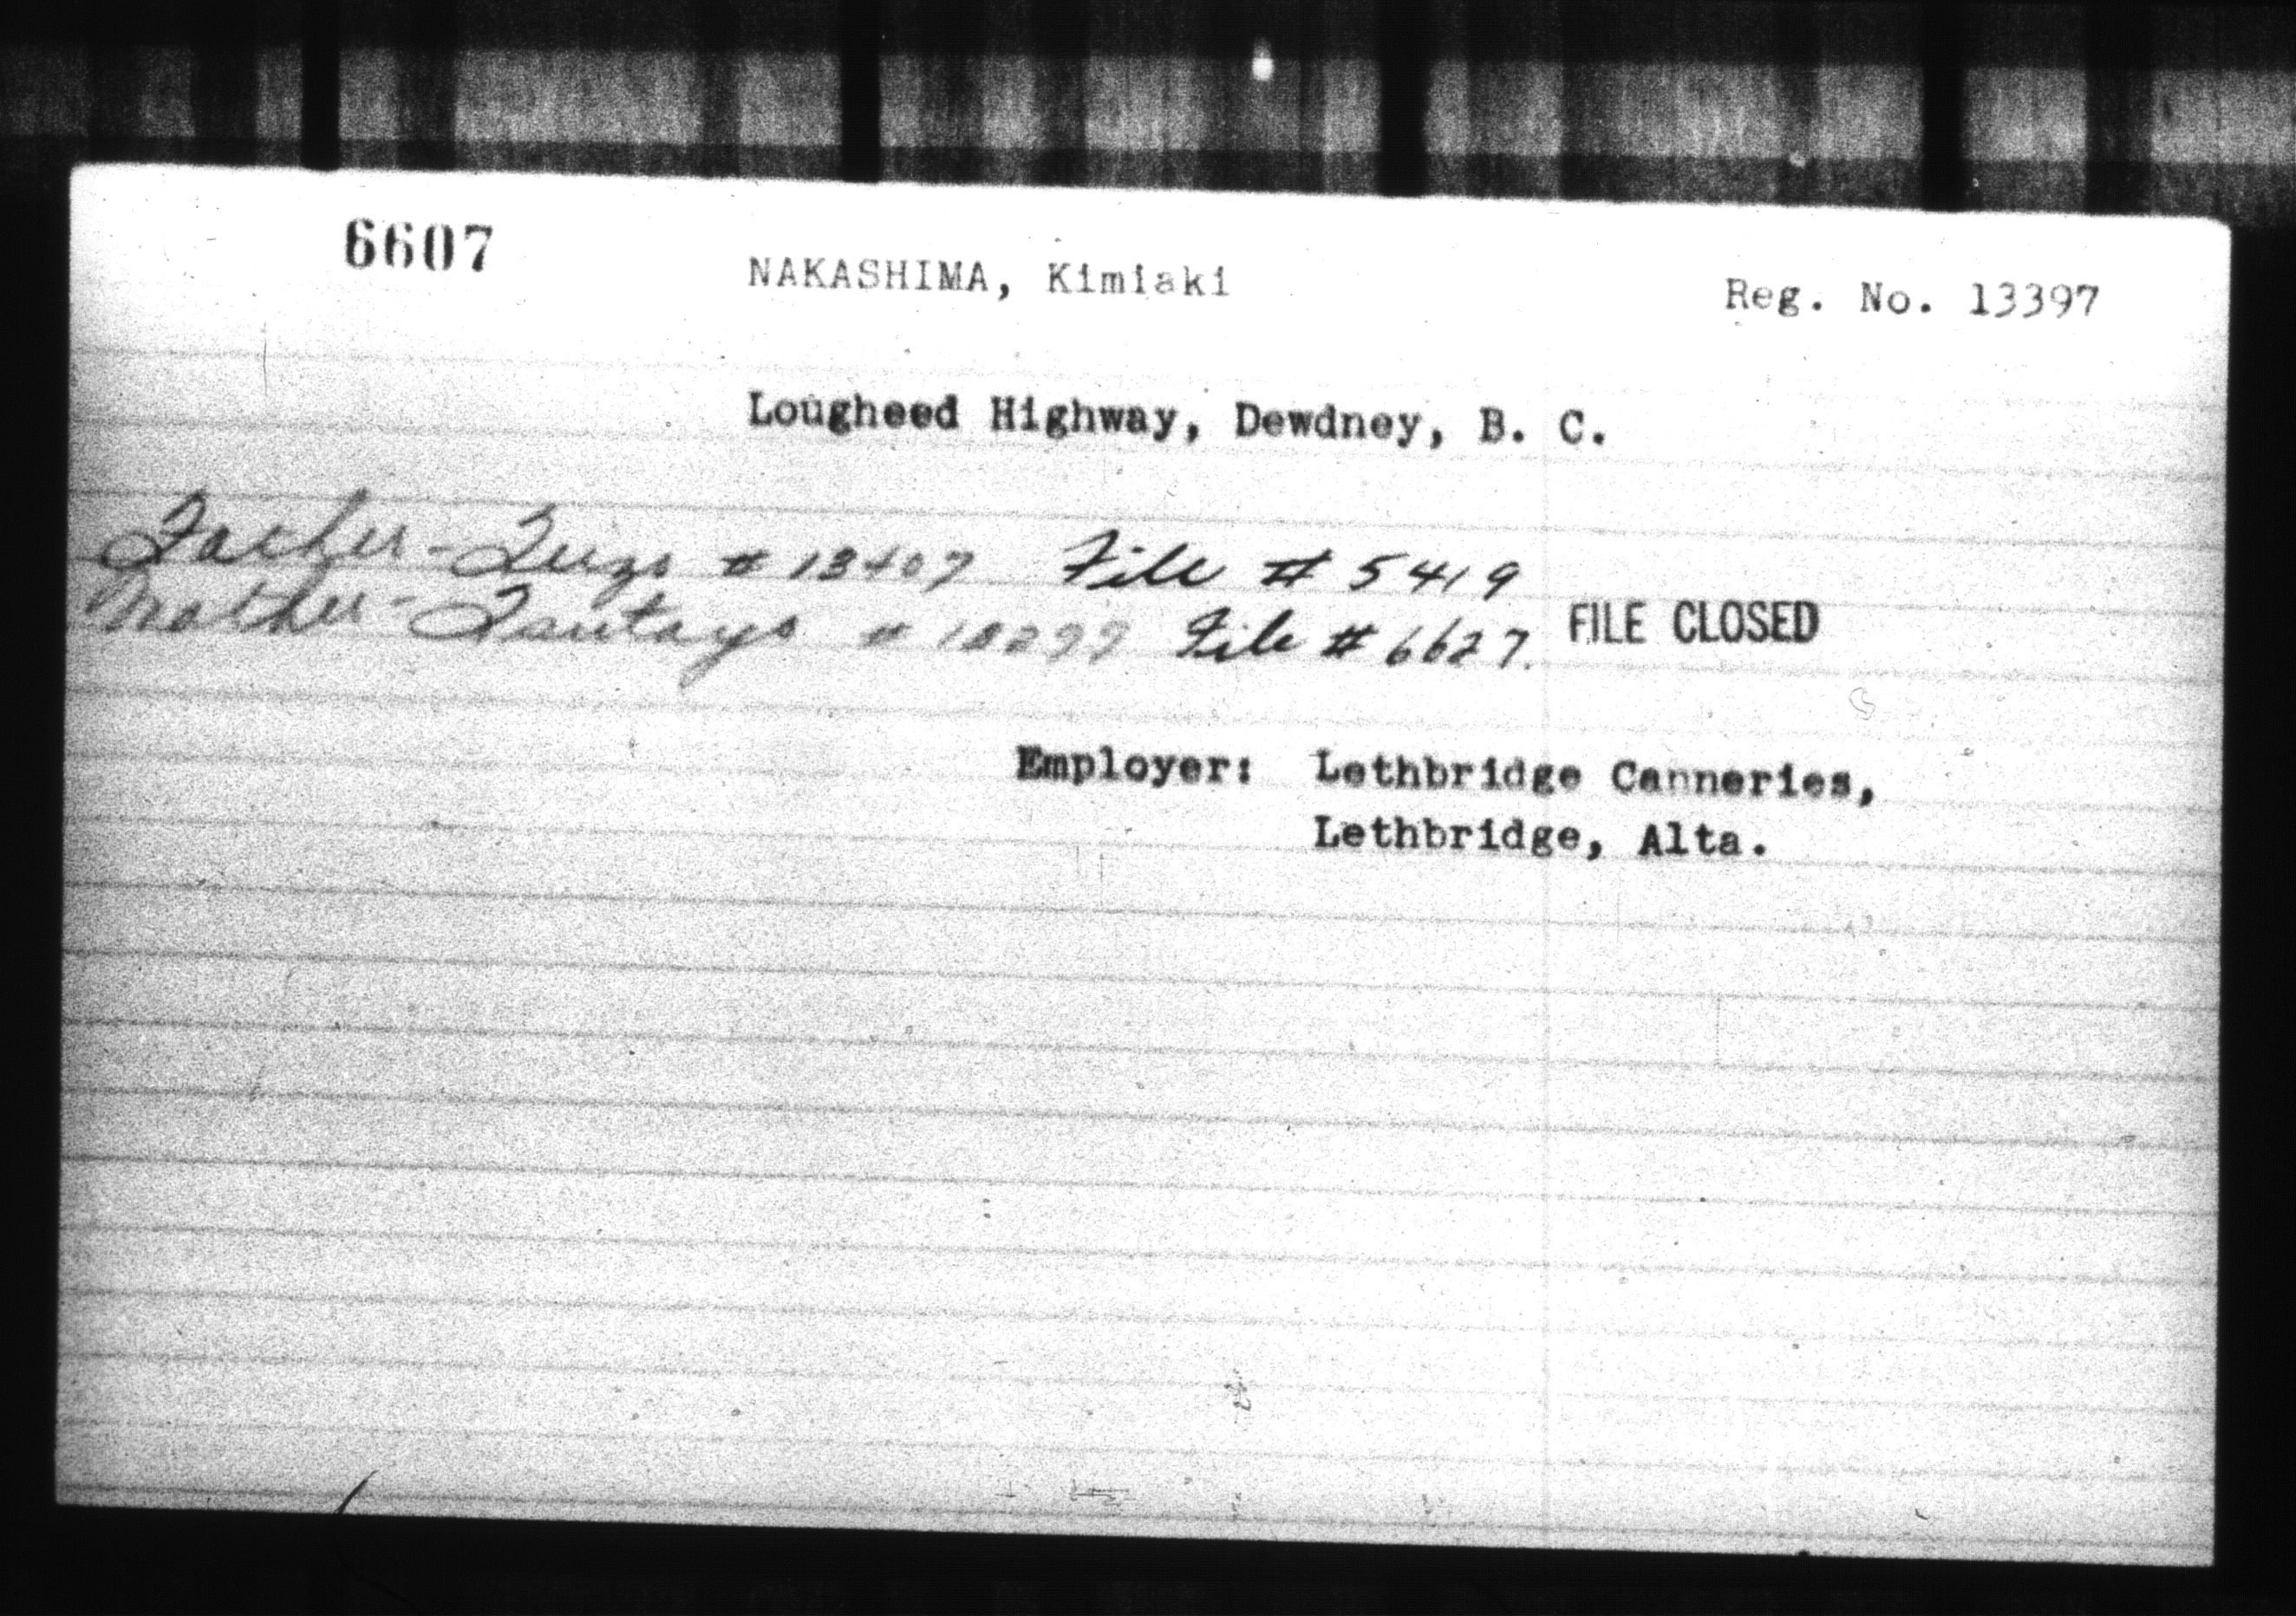 6607 NAKASHIMA, Kimiaki Reg. No. 13397
Lougheed Highway, Dewdney, B. C.
Father - # 13407 File # 5419
Mother - # File # 6627.
FILE CLOSED
Employer: Lethbridge Canneries,
Lethbridge, Alta.